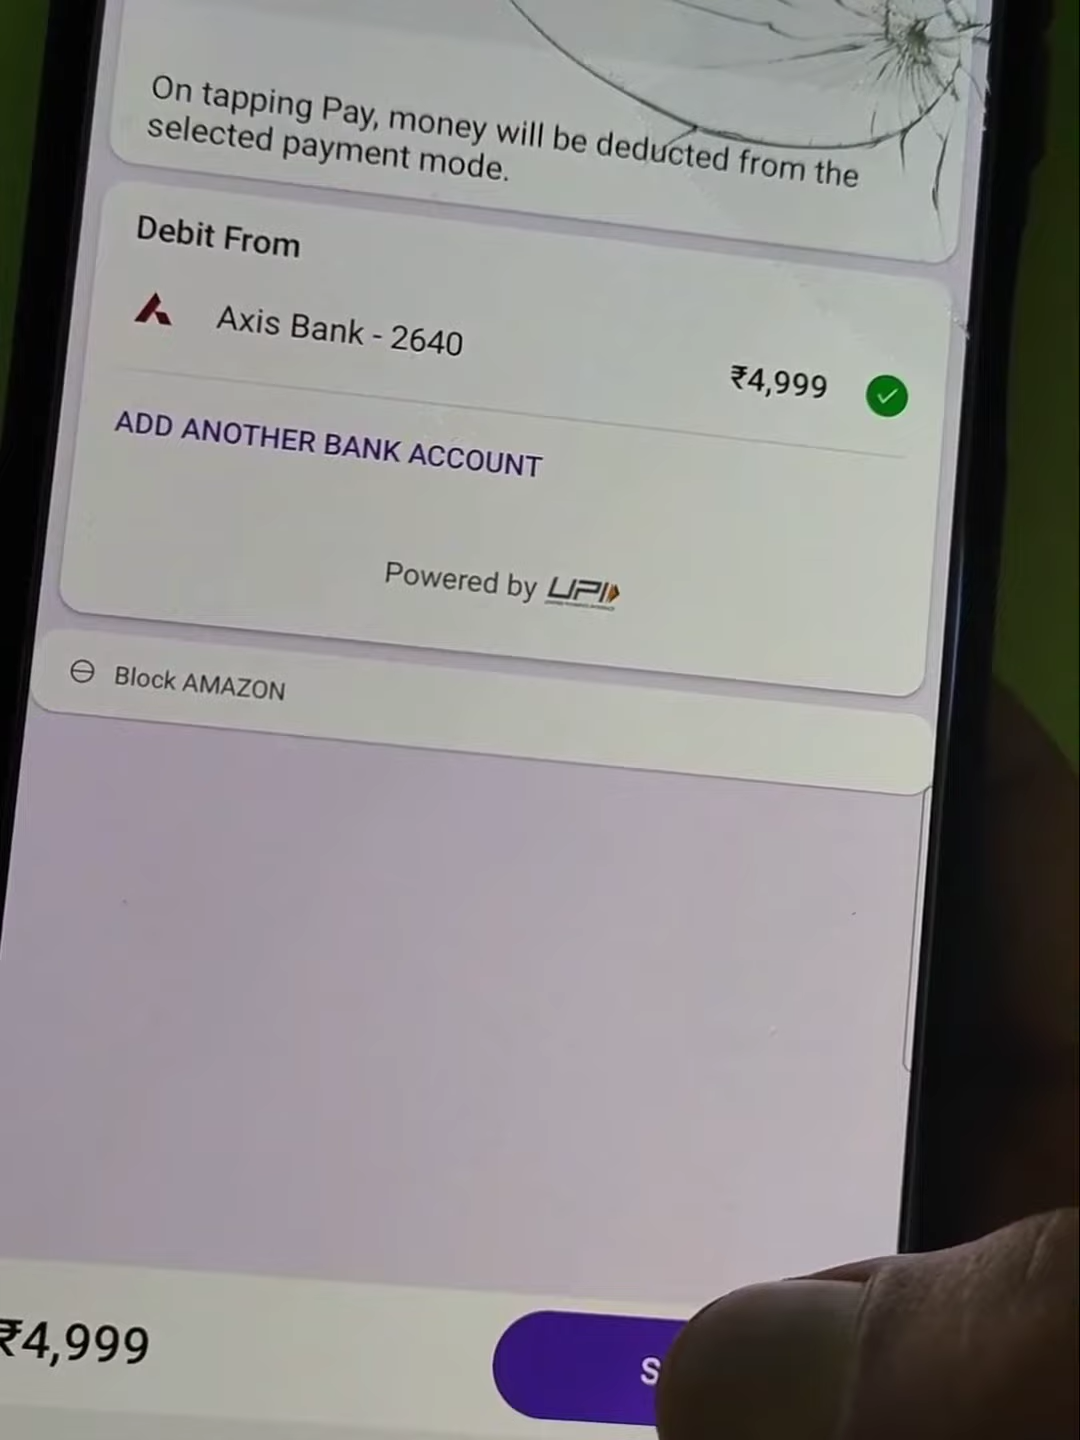 On tapping Pay, money will be deducted from the
selected payment mode.
Debit From
Axis Bank - 2640
₹4,999
ADD ANOTHER BANK ACCOUNT
Powered by UPI
Block AMAZON
₹4,999